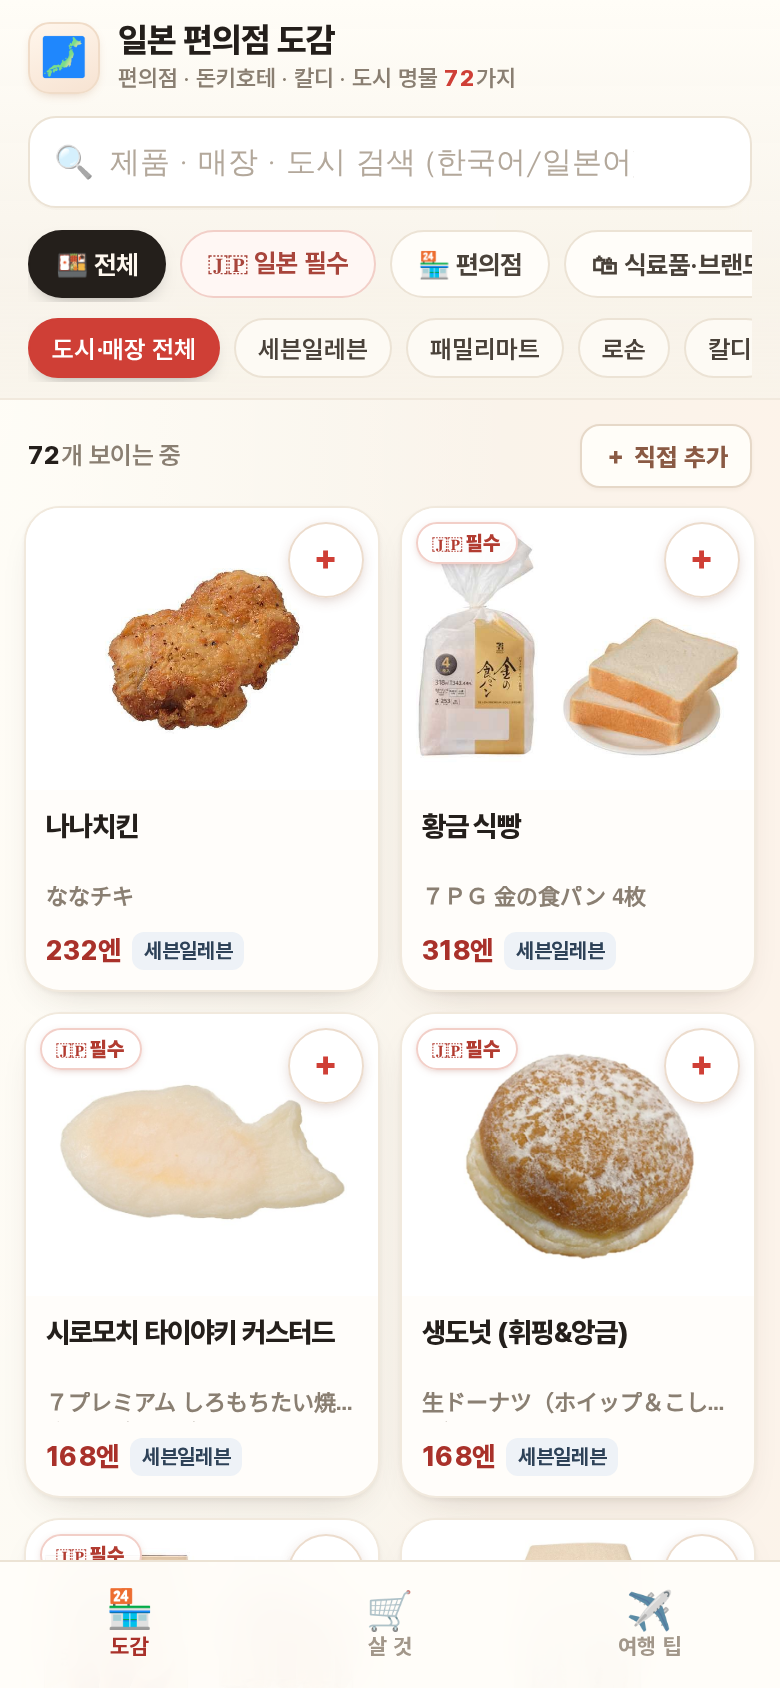 일본 편의점 도감
편의점 · 돈키호테 · 칼디 · 도시 명물 72가지
🔍 제품 · 매장 · 도시 검색 (한국어/일본어
🍱 전체
🇯🇵 일본 필수
🏪 편의점
🛍 식료품·브랜드
도시·매장 전체
세븐일레븐
패밀리마트
로손
칼디
72개 보이는 중
+ 직접 추가
+
🇯🇵 필수
+
4
金の食パン
나나치킨
황금 식빵
ななチキ
７ＰＧ 金の食パン 4枚
232엔 세븐일레븐
318엔 세븐일레븐
🇯🇵 필수
+
🇯🇵 필수
+
시로모치 타이야키 커스터드
생도넛 (휘핑&앙금)
７プレミアム しろもちたい焼...
生ドーナツ（ホイップ＆こし...
168엔 세븐일레븐
168엔 세븐일레븐
🇯🇵 필수
도감
살 것
여행 팁